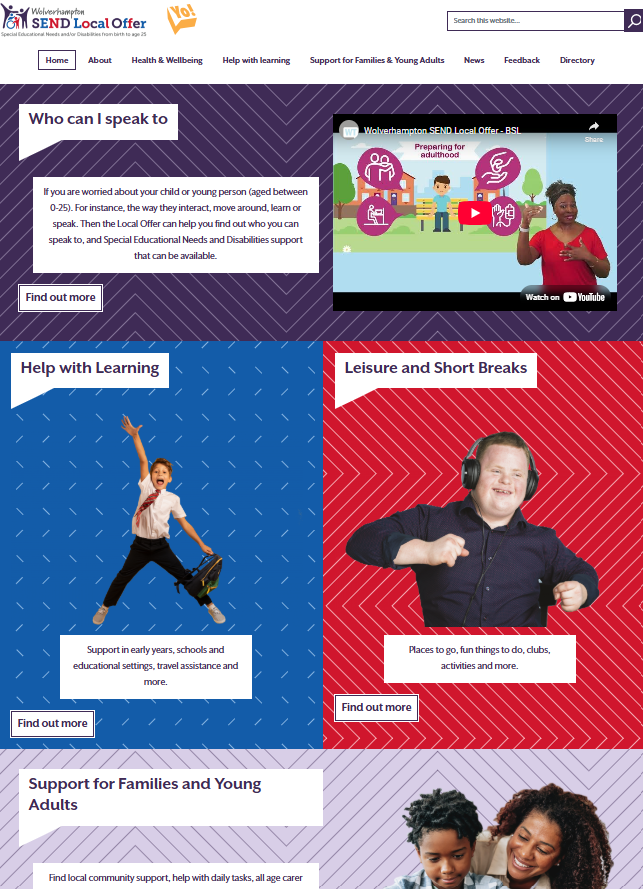 Wolverhampton
SEND Local Offer
Special Educational Needs and/or Disabilities from birth to age 25
Yo!
Search this website...
Home
About
Health & Wellbeing
Help with learning
Support for Families & Young Adults
News
Feedback
Directory
Who can I speak to
If you are worried about your child or young person (aged between
0-25). For instance, the way they interact, move around, learn or
speak. Then the Local Offer can help you find out who you can
speak to, and Special Educational Needs and Disabilities support
that can be available.
Find out more
Wolverhampton SEND Local Offer - BSL
Share
Preparing for
adulthood
Watch on YouTube
Help with Learning
Support in early years, schools and
educational settings, travel assistance and
more.
Find out more
Leisure and Short Breaks
Places to go, fun things to do, clubs,
activities and more.
Find out more
Support for Families and Young
Adults
Find local community support, help with daily tasks, all age carer